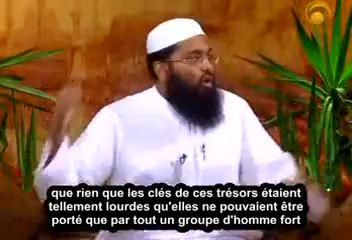 que rien que les clés de ces trésors étaient
tellement lourdes qu'elles ne pouvaient être
porté que par tout un groupe d'homme fort